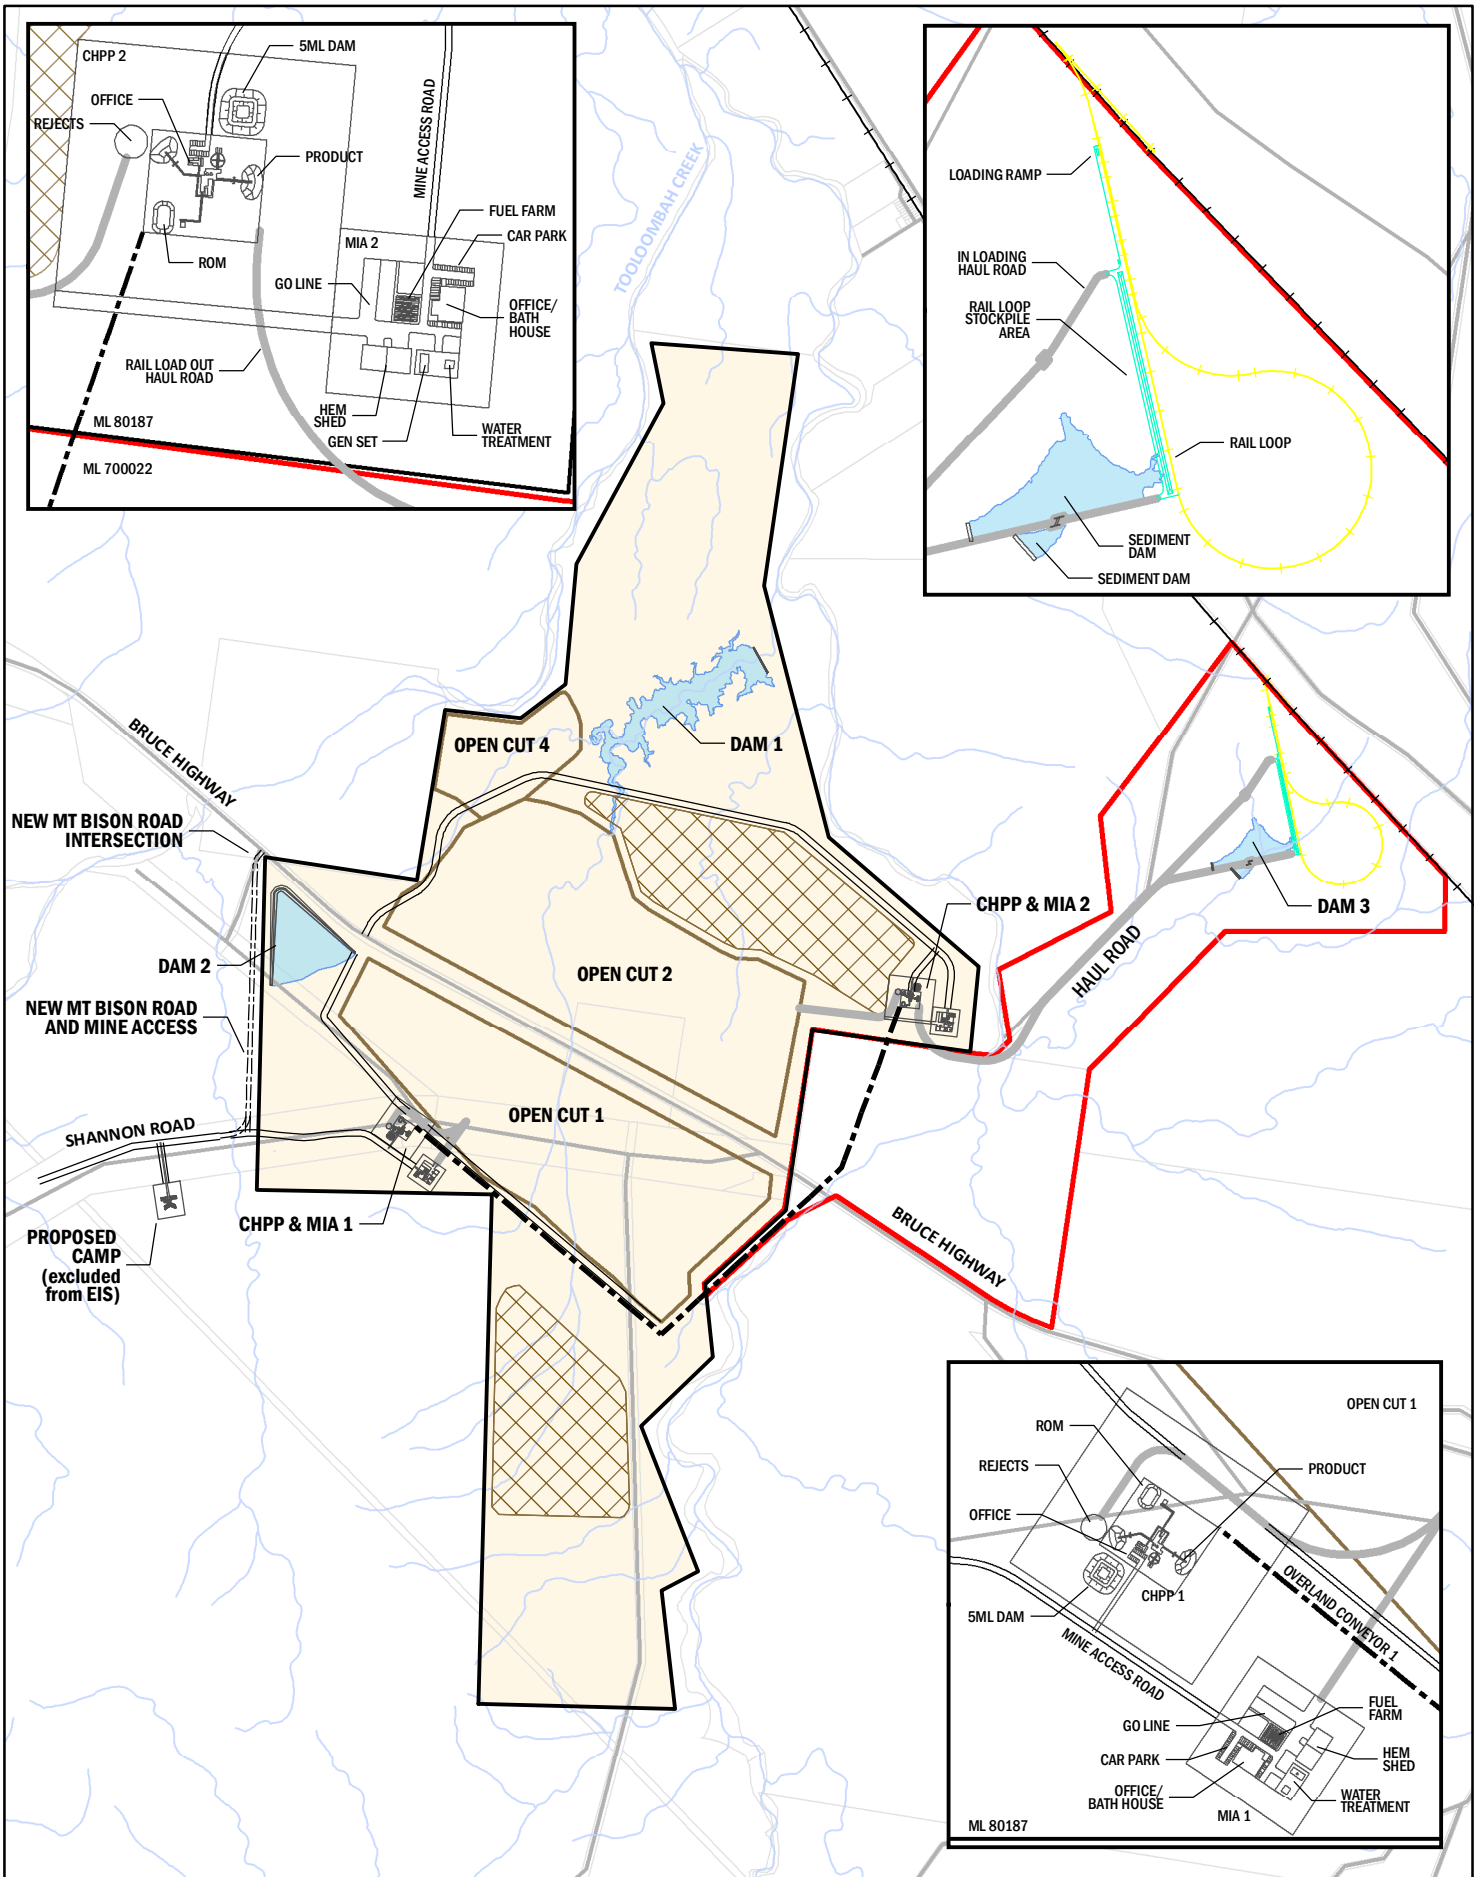 CHPP 2
5ML DAM
OFFICE
REJECTS
PRODUCT
MINE ACCESS ROAD
ROM
FUEL FARM
CAR PARK
MIA 2
GO LINE
OFFICE/
BATH
HOUSE
RAIL LOAD OUT
HAUL ROAD
HEM
SHED
GEN SET
WATER
TREATMENT
ML 80187
ML 700022
TOOLOOMBAH CREEK
LOADING RAMP
IN LOADING
HAUL ROAD
RAIL LOOP
STOCKPILE
AREA
RAIL LOOP
SEDIMENT
DAM
SEDIMENT DAM
BRUCE HIGHWAY
OPEN CUT 4
DAM 1
NEW MT BISON ROAD
INTERSECTION
CHPP & MIA 2
DAM 3
DAM 2
OPEN CUT 2
HAUL ROAD
NEW MT BISON ROAD
AND MINE ACCESS
OPEN CUT 1
SHANNON ROAD
CHPP & MIA 1
BRUCE HIGHWAY
PROPOSED
CAMP
(excluded
from EIS)
OPEN CUT 1
ROM
REJECTS
PRODUCT
OFFICE
CHPP 1
5ML DAM
OVERLAND CONVEYOR 1
MINE ACCESS ROAD
FUEL
FARM
GO LINE
CAR PARK
HEM
SHED
OFFICE/
BATH HOUSE
WATER
TREATMENT
MIA 1
ML 80187